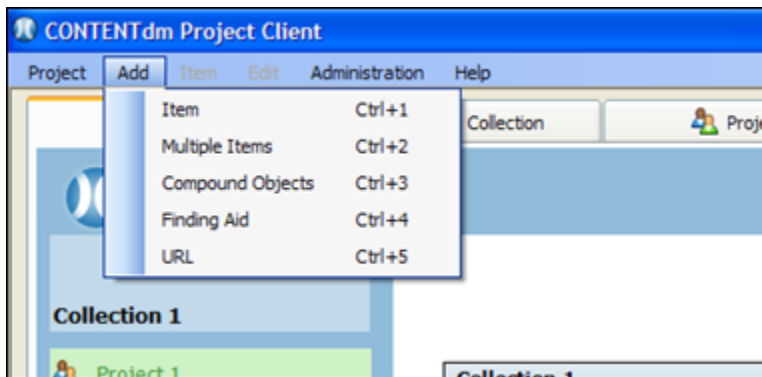 CONTENTdm Project Client
Project Add Item Edit Administration Help
Item Ctrl+1
Collection
Multiple Items Ctrl+2
Compound Objects Ctrl+3
Finding Aid Ctrl+4
URL Ctrl+5
Collection 1
Project 1
Collection 1